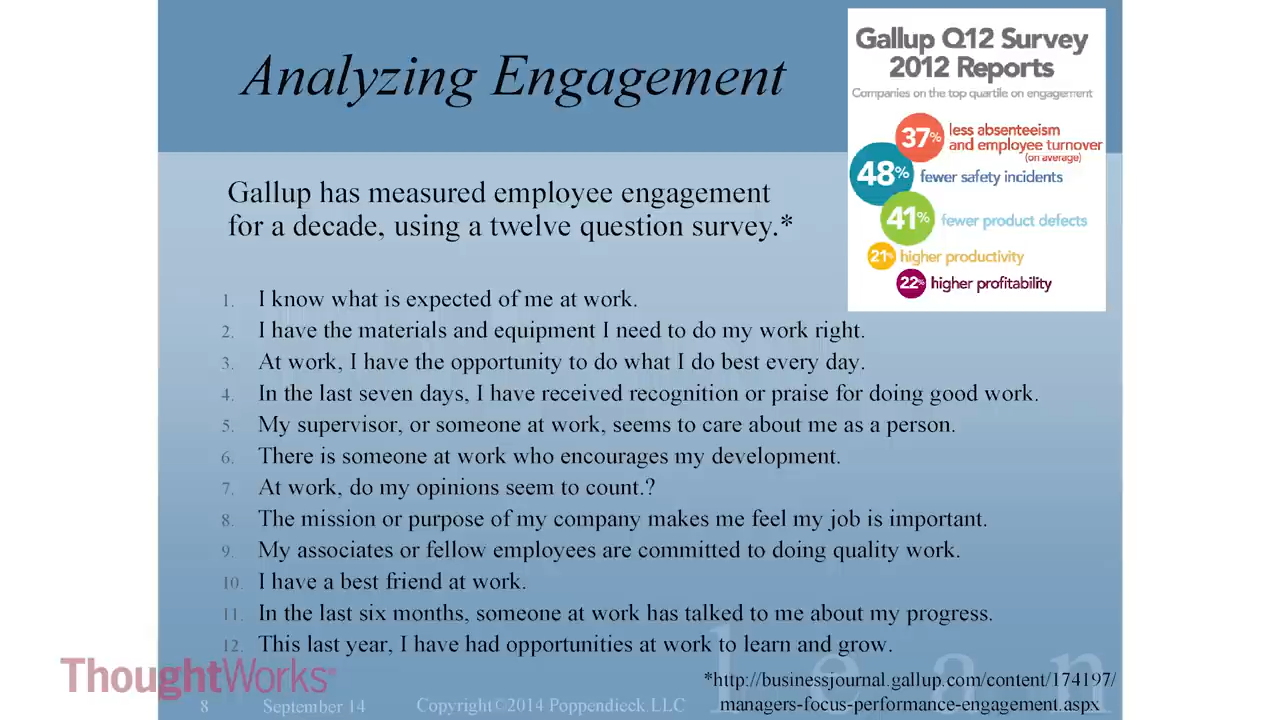 Analyzing Engagement
Gallup Q12 Survey
2012 Reports
Companies on the top quartile on engagement
37% less absenteeism
and employee turnover
(on average)
48% fewer safety incidents
41% fewer product defects
21% higher productivity
22% higher profitability
Gallup has measured employee engagement
for a decade, using a twelve question survey.*
1. I know what is expected of me at work.
2. I have the materials and equipment I need to do my work right.
3. At work, I have the opportunity to do what I do best every day.
4. In the last seven days, I have received recognition or praise for doing good work.
5. My supervisor, or someone at work, seems to care about me as a person.
6. There is someone at work who encourages my development.
7. At work, do my opinions seem to count.?
8. The mission or purpose of my company makes me feel my job is important.
9. My associates or fellow employees are committed to doing quality work.
10. I have a best friend at work.
11. In the last six months, someone at work has talked to me about my progress.
12. This last year, I have had opportunities at work to learn and grow.
lean
ThoughtWorks®
*http://businessjournal.gallup.com/content/174197/
managers-focus-performance-engagement.aspx
8 September 14 Copyright©2014 Poppendieck.LLC